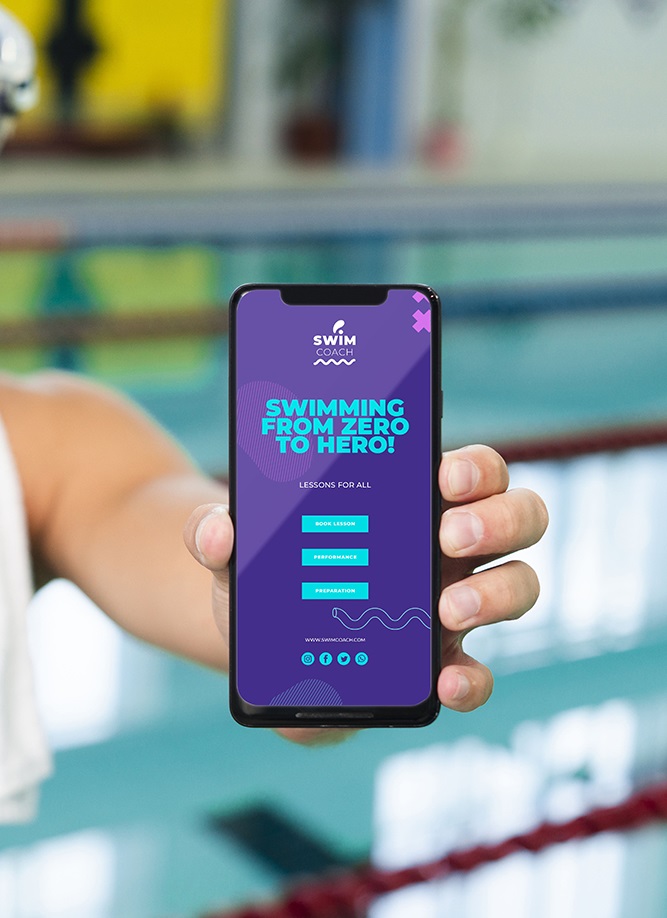 SWIM
COACH
SWIMMING
FROM ZERO
TO HERO!
LESSONS FOR ALL
BOOK LESSON
PERFORMANCE
PREPARATION
WWW.SWIMCOACH.COM